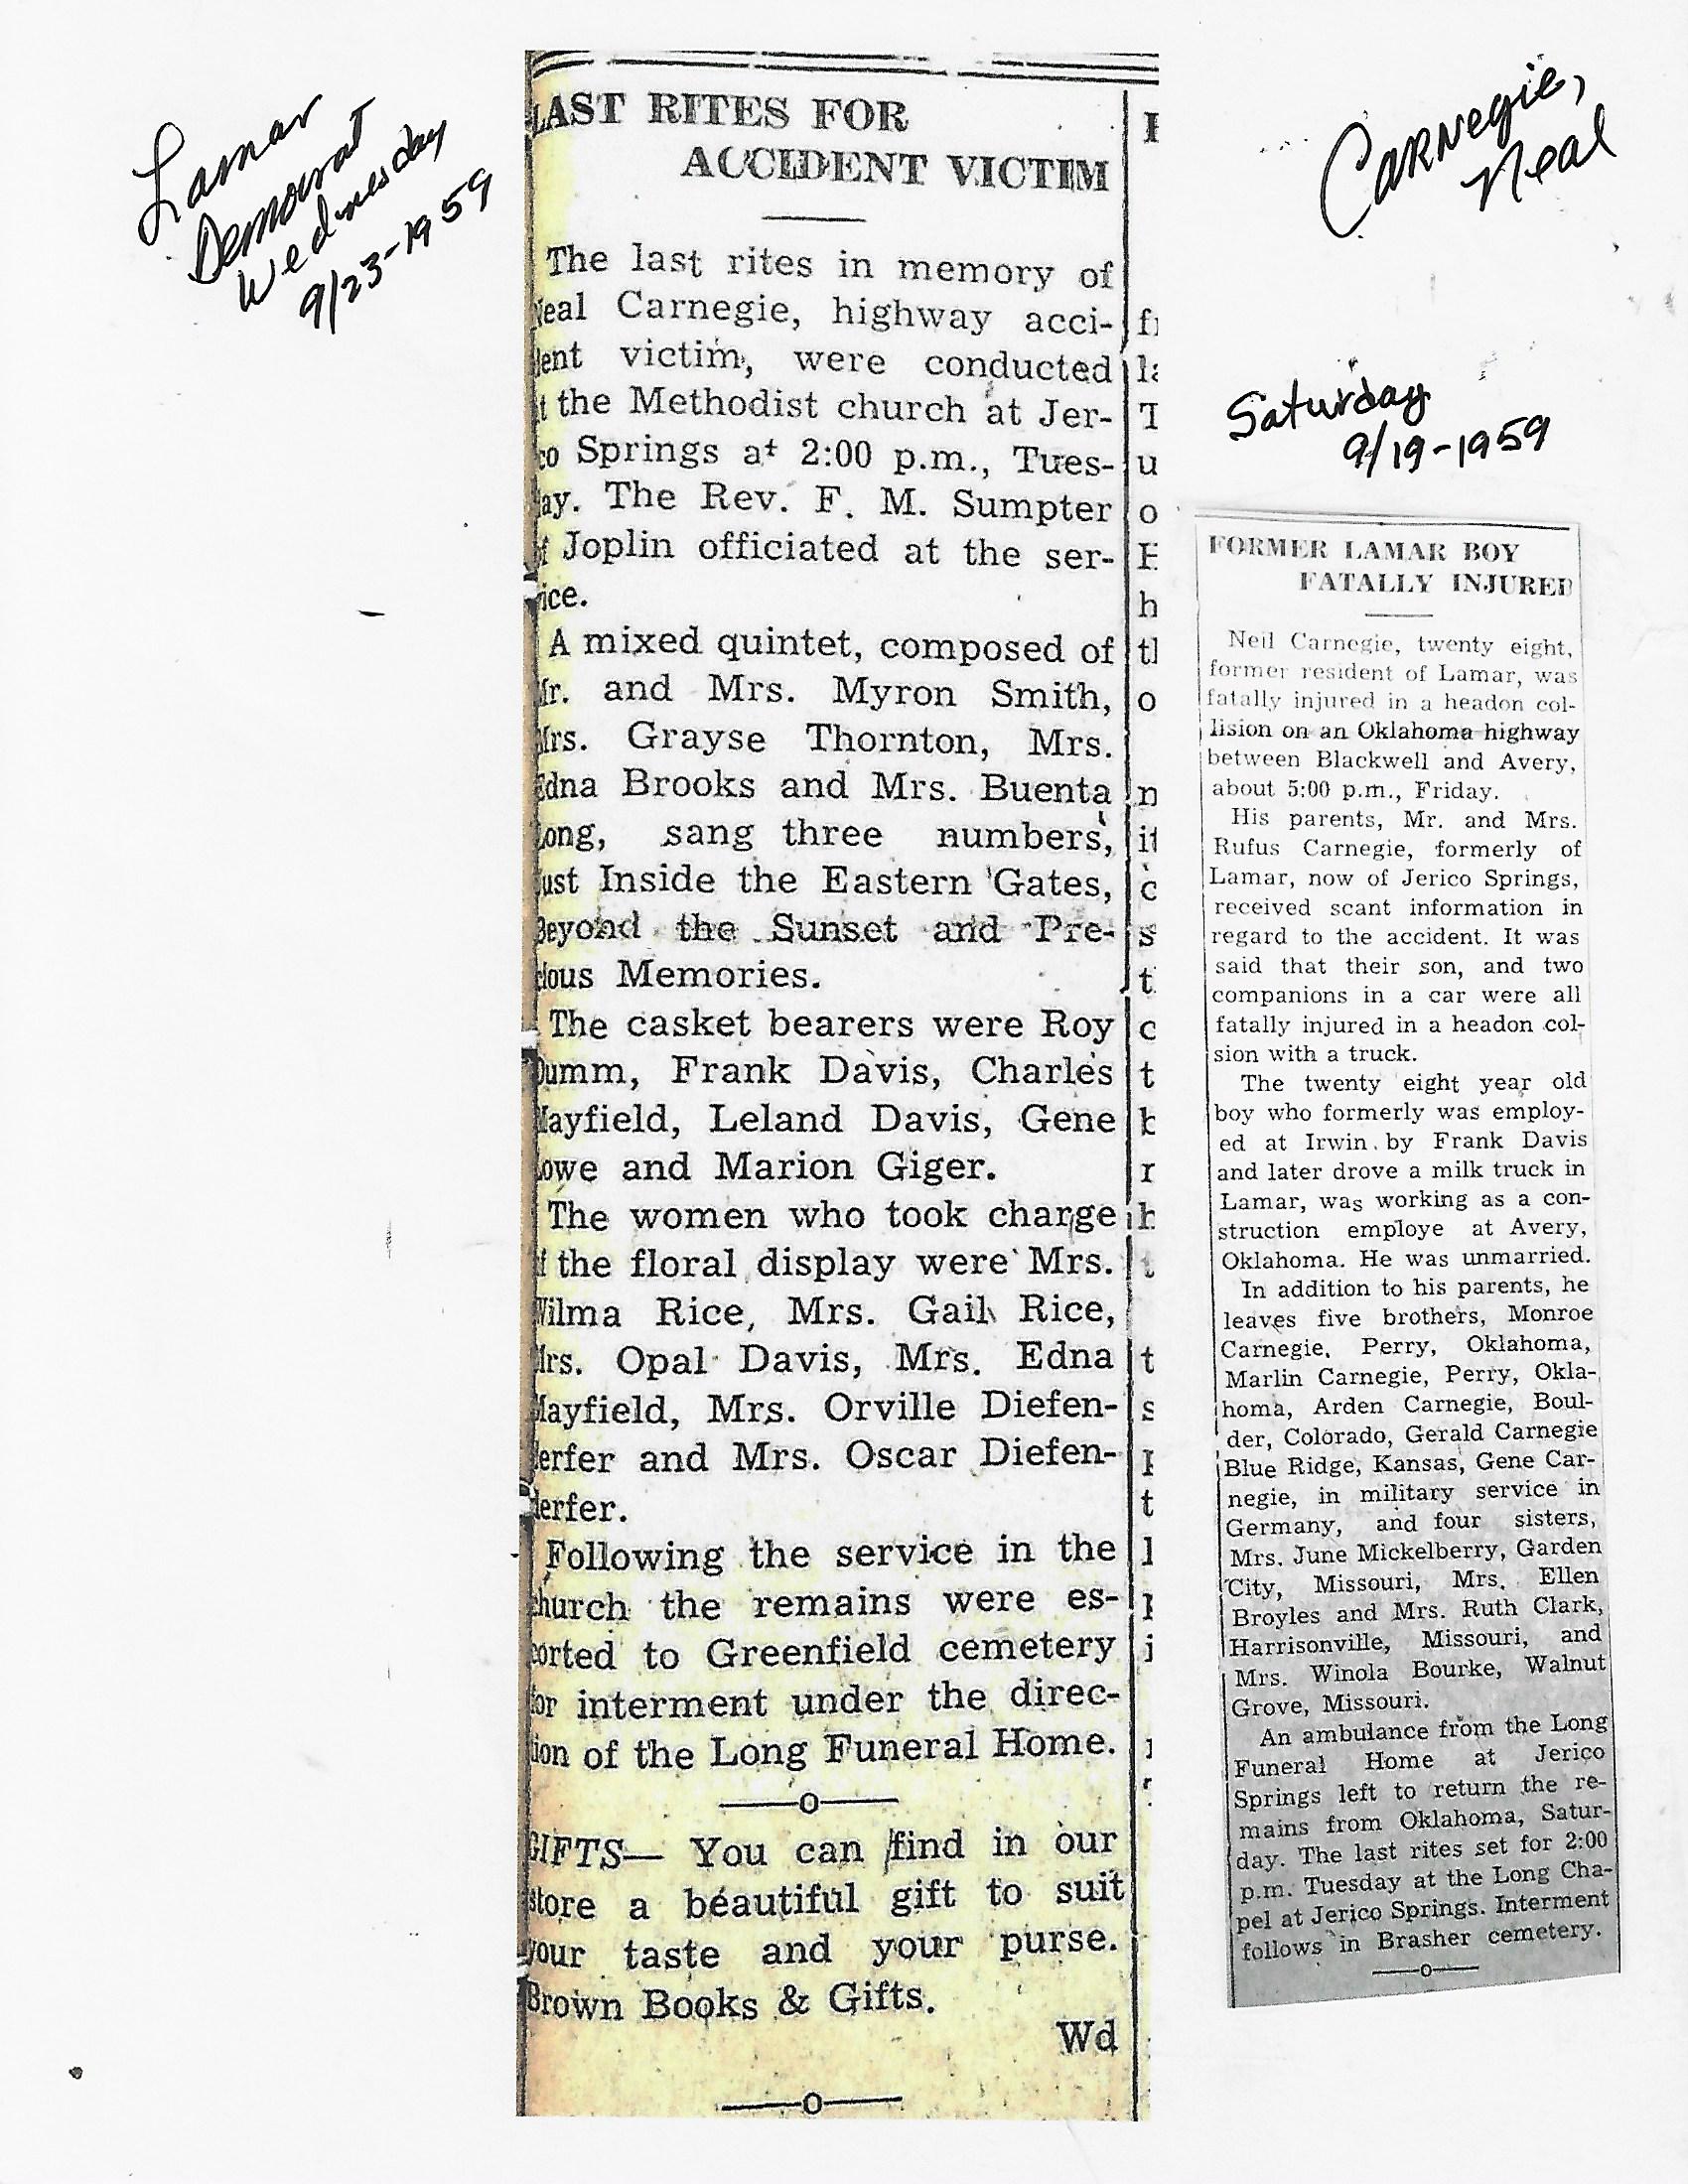 Lamar
Democrat
Wednesday
9/23-1959
LAST RITES FOR
ACCIDENT VICTIM
The last rites in memory of
Neal Carnegie, highway acci-
dent victim, were conducted
at the Methodist church at Jer-
ico Springs at 2:00 p.m., Tues-
day. The Rev. F. M. Sumpter
of Joplin officiated at the ser-
vice.
A mixed quintet, composed of
Mr. and Mrs. Myron Smith,
Mrs. Grayse Thornton, Mrs.
Edna Brooks and Mrs. Buenta
Long, sang three numbers,
Just Inside the Eastern Gates,
Beyond the Sunset and Pre-
cious Memories.
The casket bearers were Roy
Dumm, Frank Davis, Charles
Mayfield, Leland Davis, Gene
Lowe and Marion Giger.
The women who took charge
of the floral display were Mrs.
Wilma Rice, Mrs. Gail Rice,
Mrs. Opal Davis, Mrs. Edna
Mayfield, Mrs. Orville Diefen-
derfer and Mrs. Oscar Diefen-
derfer.
Following the service in the
church the remains were es-
corted to Greenfield cemetery
for interment under the direc-
tion of the Long Funeral Home.
—o—
GIFTS— You can find in our
store a beautiful gift to suit
your taste and your purse.
Brown Books & Gifts.
Wd
—o—
Carnegie,
Neal
Saturday
9/19-1959
FORMER LAMAR BOY
FATALLY INJURED
Neil Carnegie, twenty eight,
former resident of Lamar, was
fatally injured in a headon col-
lision on an Oklahoma highway
between Blackwell and Avery,
about 5:00 p.m., Friday.
His parents, Mr. and Mrs.
Rufus Carnegie, formerly of
Lamar, now of Jerico Springs,
received scant information in
regard to the accident. It was
said that their son, and two
companions in a car were all
fatally injured in a headon col-
sion with a truck.
The twenty eight year old
boy who formerly was employ-
ed at Irwin by Frank Davis
and later drove a milk truck in
Lamar, was working as a con-
struction employe at Avery,
Oklahoma. He was unmarried.
In addition to his parents, he
leaves five brothers, Monroe
Carnegie, Perry, Oklahoma,
Marlin Carnegie, Perry, Okla-
homa, Arden Carnegie, Boul-
der, Colorado, Gerald Carnegie
Blue Ridge, Kansas, Gene Car-
negie, in military service in
Germany, and four sisters,
Mrs. June Mickelberry, Garden
City, Missouri, Mrs. Ellen
Broyles and Mrs. Ruth Clark,
Harrisonville, Missouri, and
Mrs. Winola Bourke, Walnut
Grove, Missouri.
An ambulance from the Long
Funeral Home at Jerico
Springs left to return the re-
mains from Oklahoma, Satur-
day. The last rites set for 2:00
p.m. Tuesday at the Long Cha-
pel at Jerico Springs. Interment
follows in Brasher cemetery.
—o—